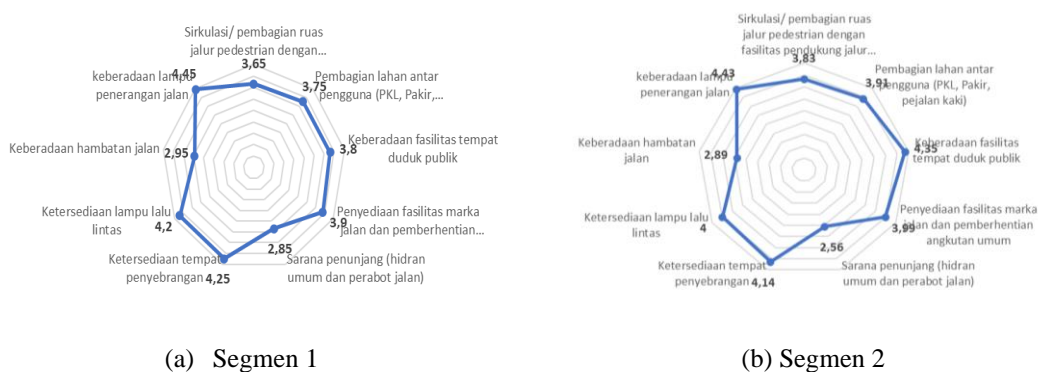 Sirkulasi/ pembagian ruas
jalur pedestrian dengan...
3,65
Pembagian lahan antar
pengguna (PKL, Pakir,...
3,75
Keberadaan fasilitas tempat
duduk publik
3,8
Penyediaan fasilitas marka
jalan dan pemberhentian...
3,9
Sarana penunjang (hidran
umum dan perabot jalan)
2,85
Ketersediaan tempat
penyebrangan
4,25
Ketersediaan lampu lalu
lintas
4,2
Keberadaan hambatan jalan
2,95
keberadaan lampu
penerangan jalan
4,45
(a) Segmen 1
Sirkulasi/ pembagian ruas
jalur pedestrian dengan
fasilitas pendukung jalur...
3,83
Pembagian lahan antar
pengguna (PKL, Pakir,
pejalan kaki)
3,91
Keberadaan fasilitas
tempat duduk publik
4,35
Penyediaan fasilitas marka
jalan dan pemberhentian
angkutan umum
3,99
Sarana penunjang (hidran
umum dan perabot jalan)
2,56
Ketersediaan tempat
penyebrangan
4,14
Ketersediaan lampu lalu
lintas
4
Keberadaan hambatan
jalan
2,89
keberadaan lampu
penerangan jalan
4,43
(b) Segmen 2